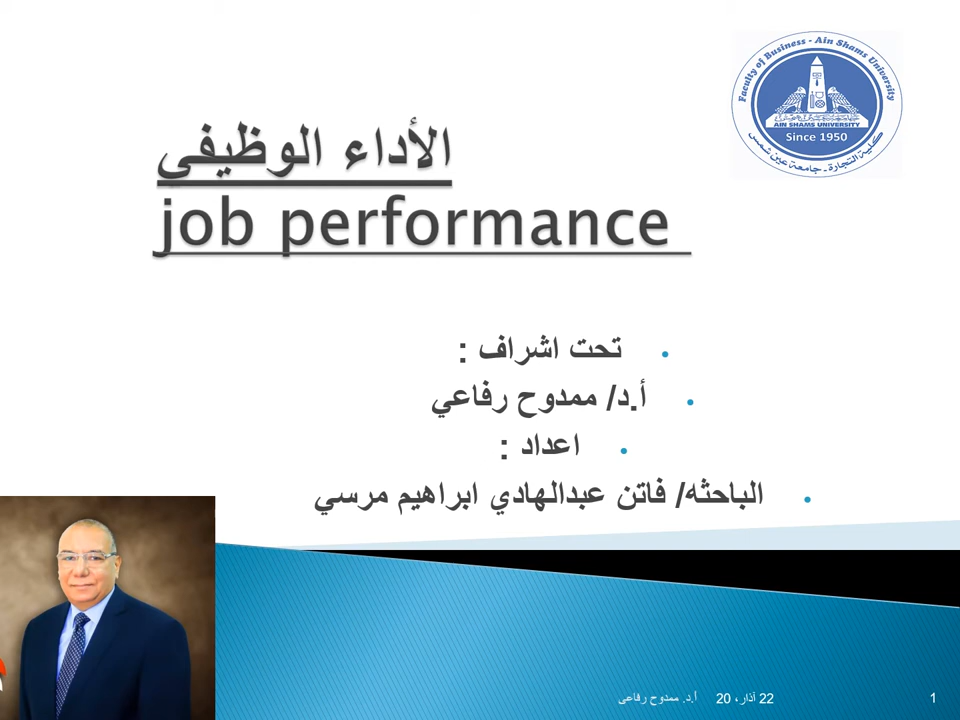 Faculty of Business - Ain Shams University
AIN SHAMS UNIVERSITY
Since 1950
كلية التجارة - جامعة عين شمس
الأداء الوظيفي
job performance
• تحت اشراف :
• أ.د/ ممدوح رفاعي
• اعداد :
• الباحثه/ فاتن عبدالهادي ابراهيم مرسي
22 آذار، 20
أ.د. ممدوح رفاعى
1